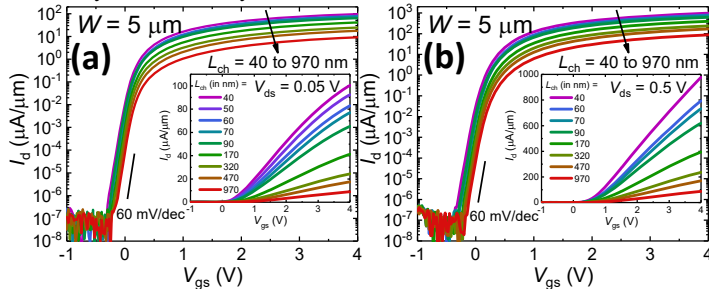 W = 5 μm
(a)
L_ch = 40 to 970 nm
L_ch (in nm) =
V_ds = 0.05 V
40
50
60
70
90
170
320
470
970
100
80
60
40
20
0
I_d (μA/μm)
-1 0 1 2 3 4
V_gs (V)
60 mV/dec
10^2
10^1
10^0
10^-1
10^-2
10^-3
10^-4
10^-5
10^-6
10^-7
10^-8
I_d (μA/μm)
-1 0 1 2 3 4
V_gs (V)
W = 5 μm
(b)
L_ch = 40 to 970 nm
L_ch (in nm) =
V_ds = 0.5 V
40
60
70
90
170
320
470
970
1000
800
600
400
200
0
I_d (μA/μm)
-1 0 1 2 3 4
V_gs (V)
60 mV/dec
10^3
10^2
10^1
10^0
10^-1
10^-2
10^-3
10^-4
10^-5
10^-6
10^-7
10^-8
I_d (μA/μm)
-1 0 1 2 3 4
V_gs (V)